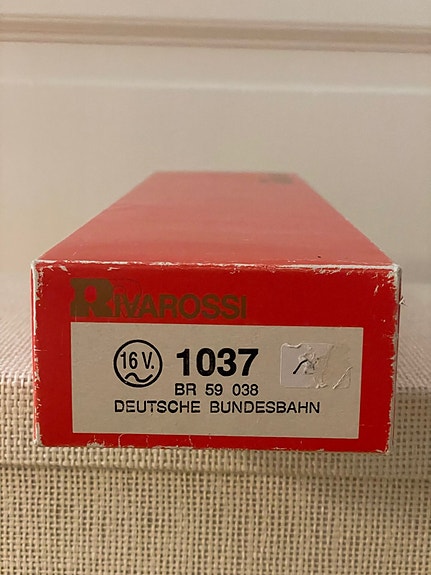 RIVAROSSI
16 V. 1037
BR 59 038
DEUTSCHE BUNDESBAHN